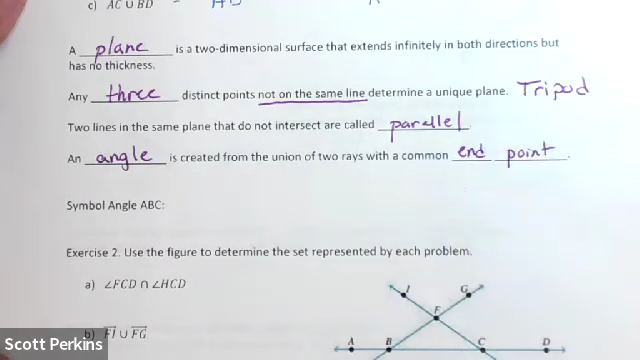 c) AC ∪ BD
A plane is a two-dimensional surface that extends infinitely in both directions but
has no thickness.
Any three distinct points not on the same line determine a unique plane. Tripod
Two lines in the same plane that do not intersect are called parallel
An angle is created from the union of two rays with a common end point.
Symbol Angle ABC:
Exercise 2. Use the figure to determine the set represented by each problem.
a) ∠FCD ∩ ∠HCD
I G
F
b) FI ∪ FG
A B C D
Scott Perkins